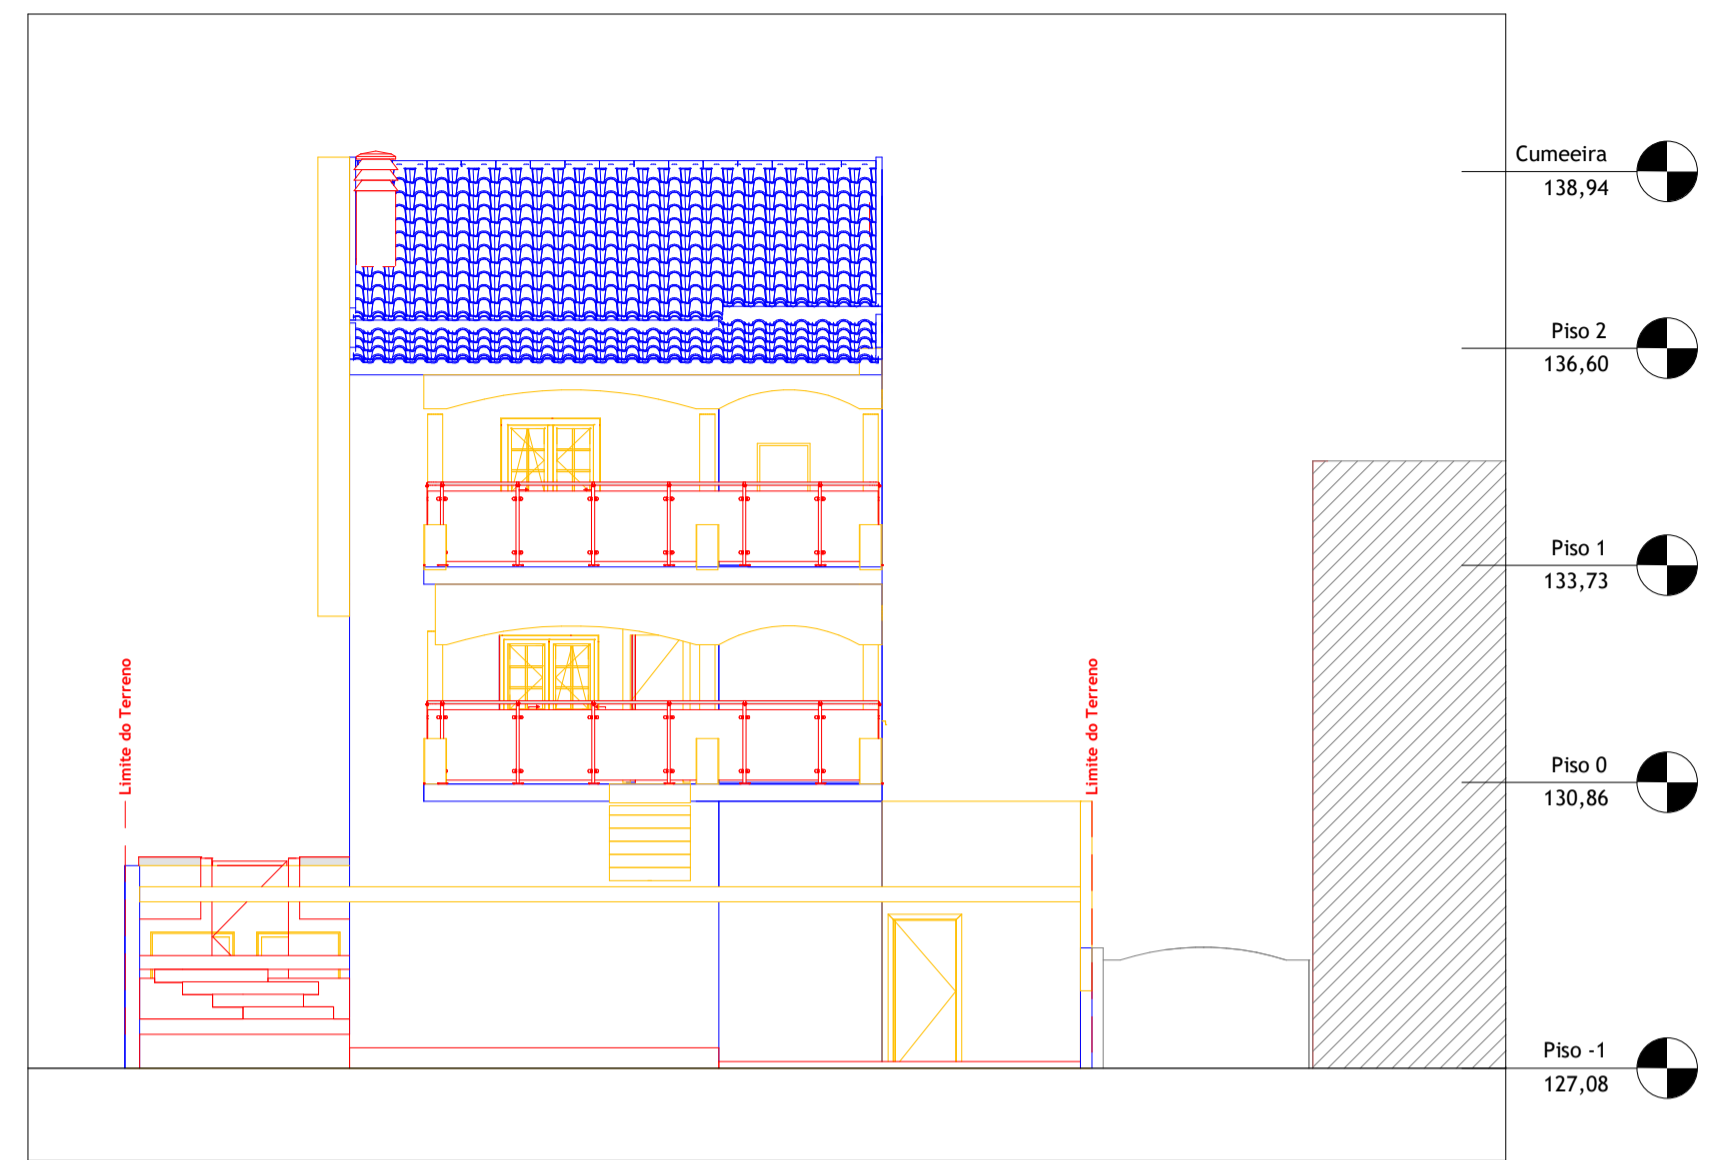 Cumeeira
138,94
Piso 2
136,60
Piso 1
133,73
Limite do Terreno
Limite do Terreno
Piso 0
130,86
Piso -1
127,08